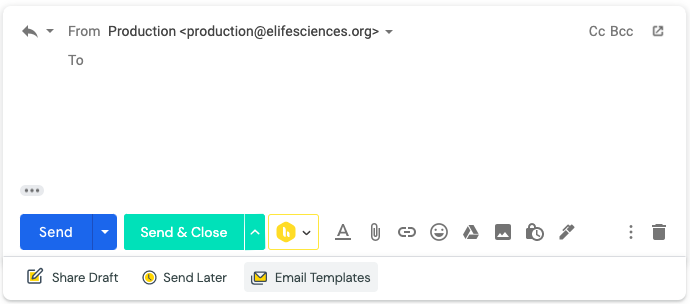 From Production <production@elifesciences.org> Cc Bcc
To
Send Send & Close
Share Draft Send Later Email Templates